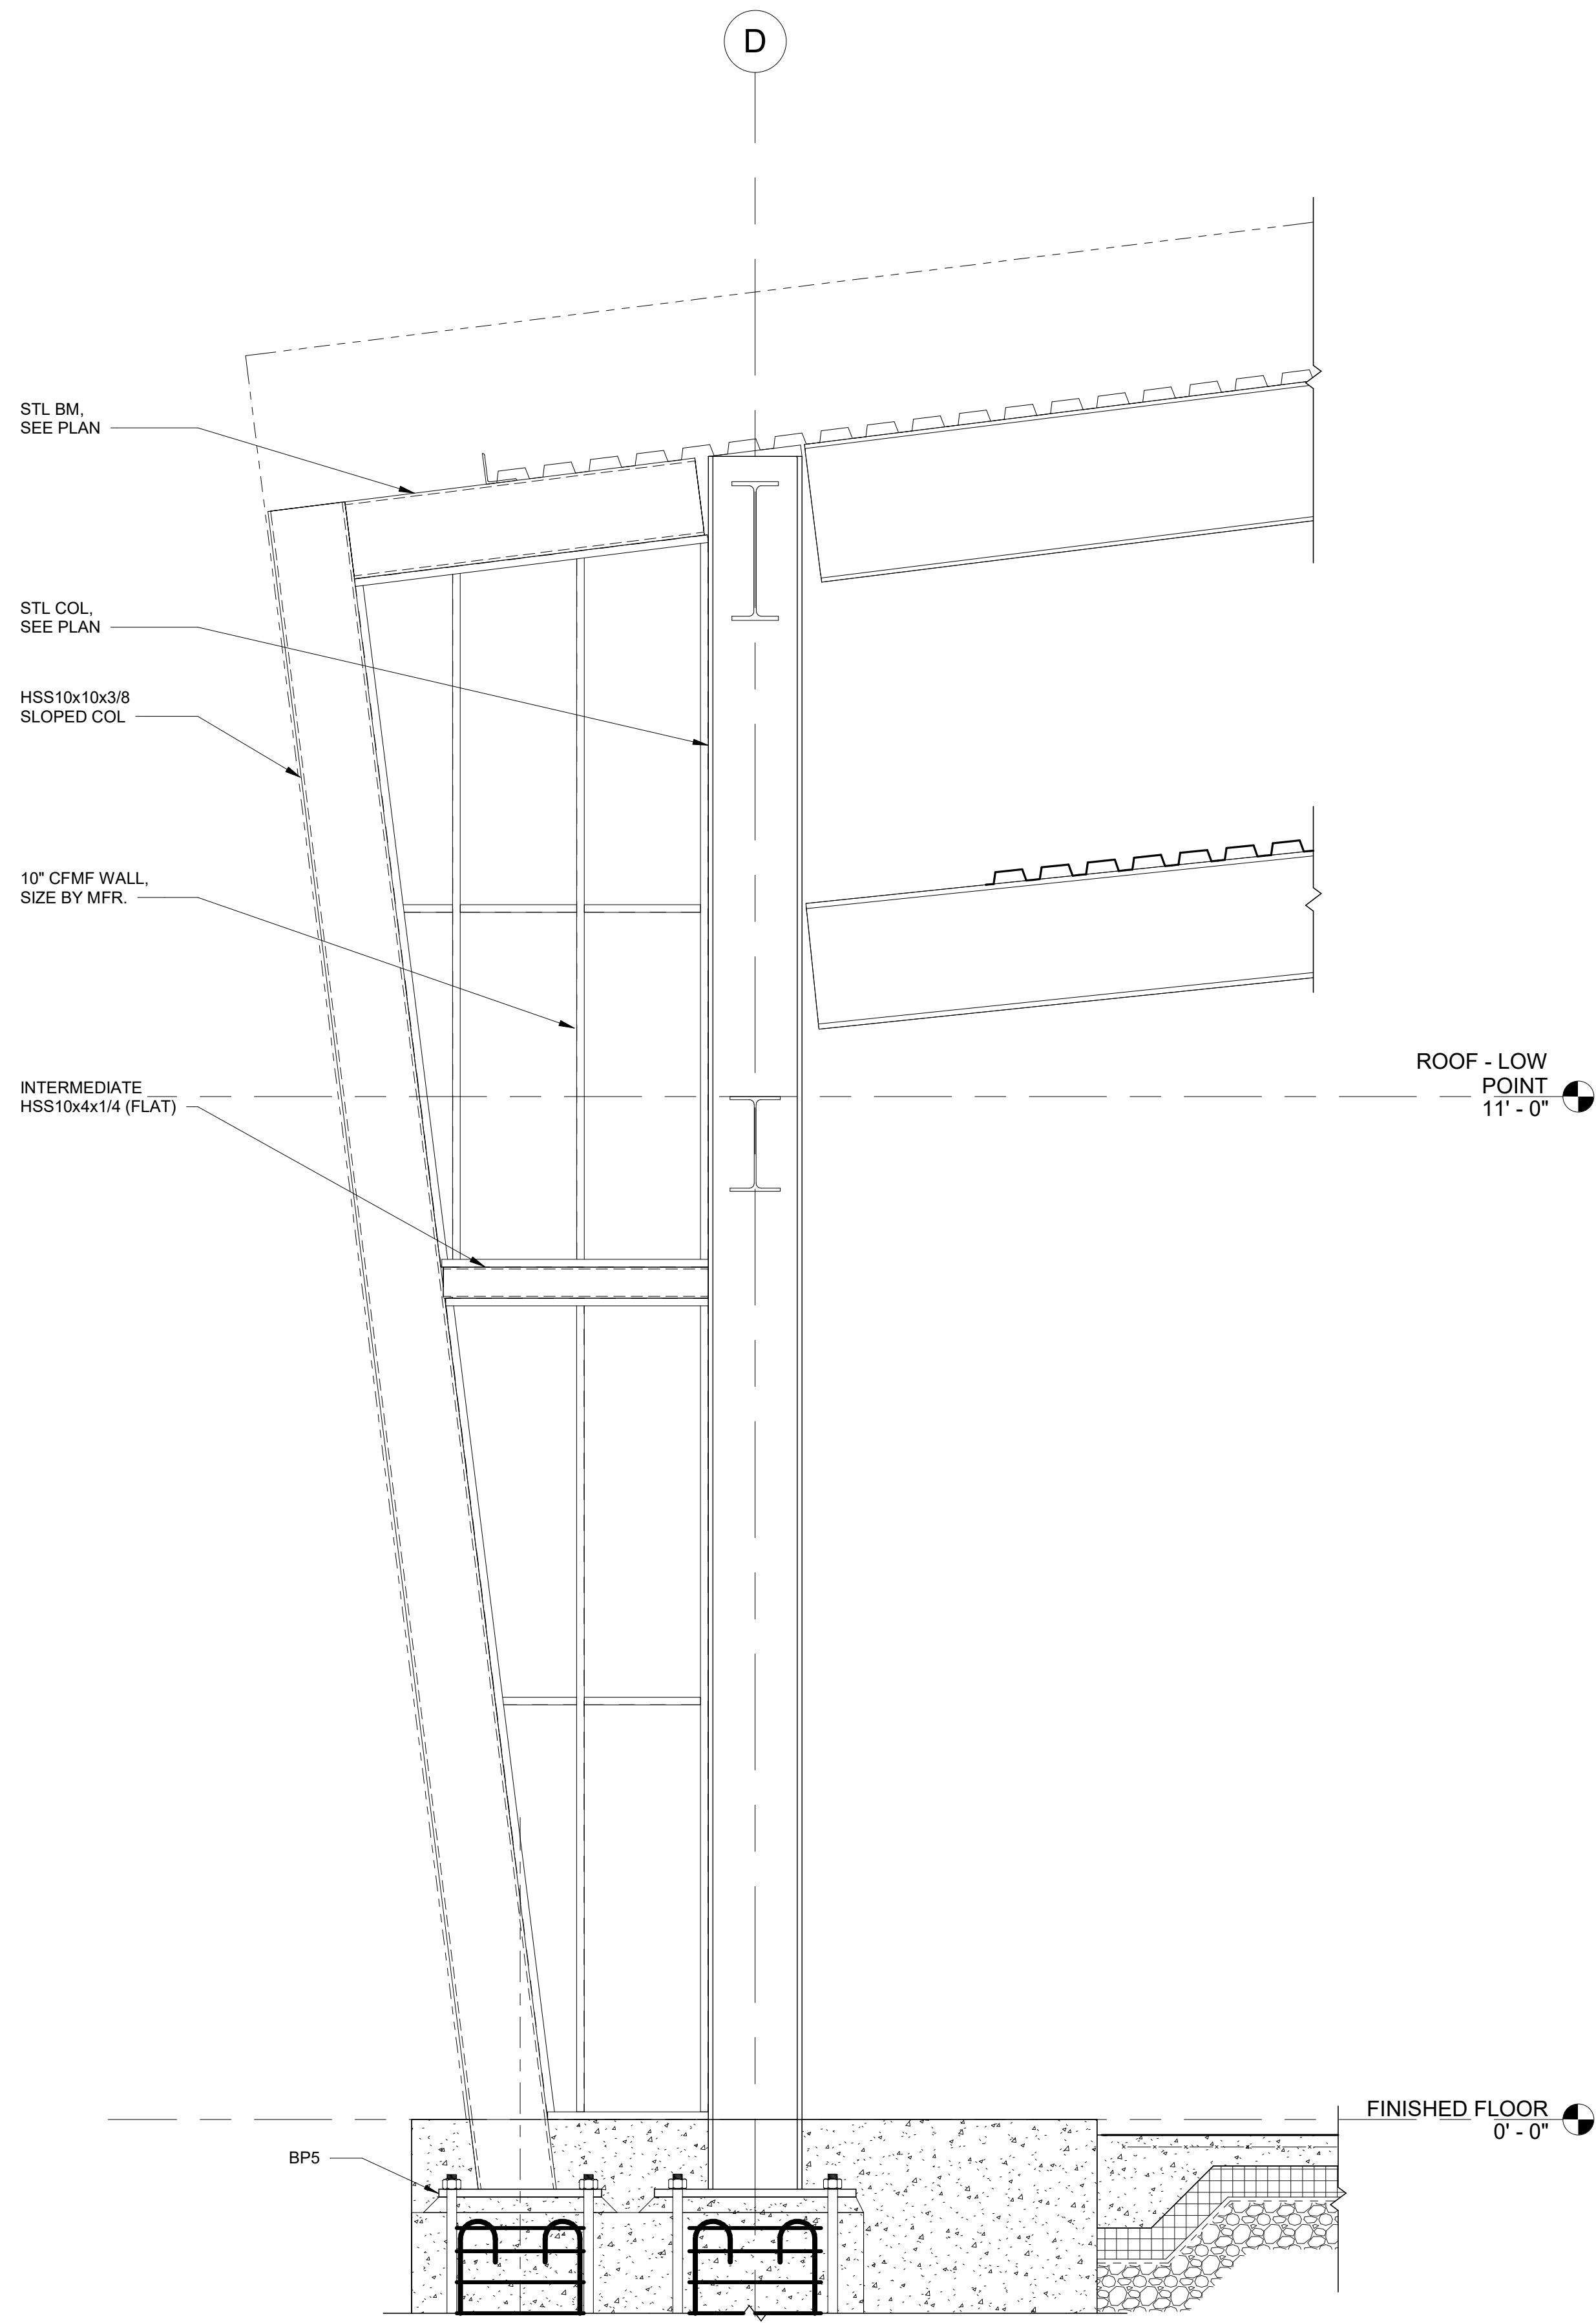 D
STL BM,
SEE PLAN
STL COL,
SEE PLAN
HSS10x10x3/8
SLOPED COL
10" CFMF WALL,
SIZE BY MFR.
ROOF - LOW
POINT
11' - 0"
INTERMEDIATE
HSS10x4x1/4 (FLAT)
FINISHED FLOOR
0' - 0"
BP5